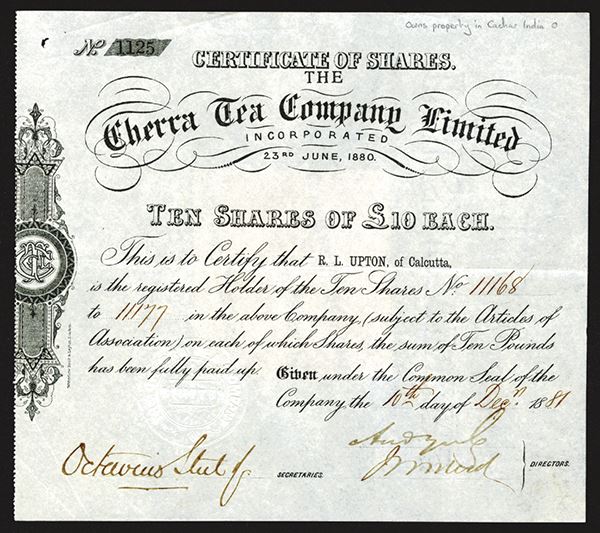 Owns property in Cachar India
No 1125
CERTIFICATE OF SHARES.
THE
Cherra Tea Company Limited
INCORPORATED
23RD JUNE, 1880.
TEN SHARES OF £10 EACH.
This is to Certify that R. L. UPTON, of Calcutta,
is the registered Holder of the Ten Shares No 11168
to 11177 in the above Company, (subject to the Articles of
Association) on each of which Shares, the sum of Ten Pounds
has been fully paid up. Given, under the Common Seal of the
Company the 10th day of Decr. 1881
Octavius Steel
SECRETARIES.
DIRECTORS.